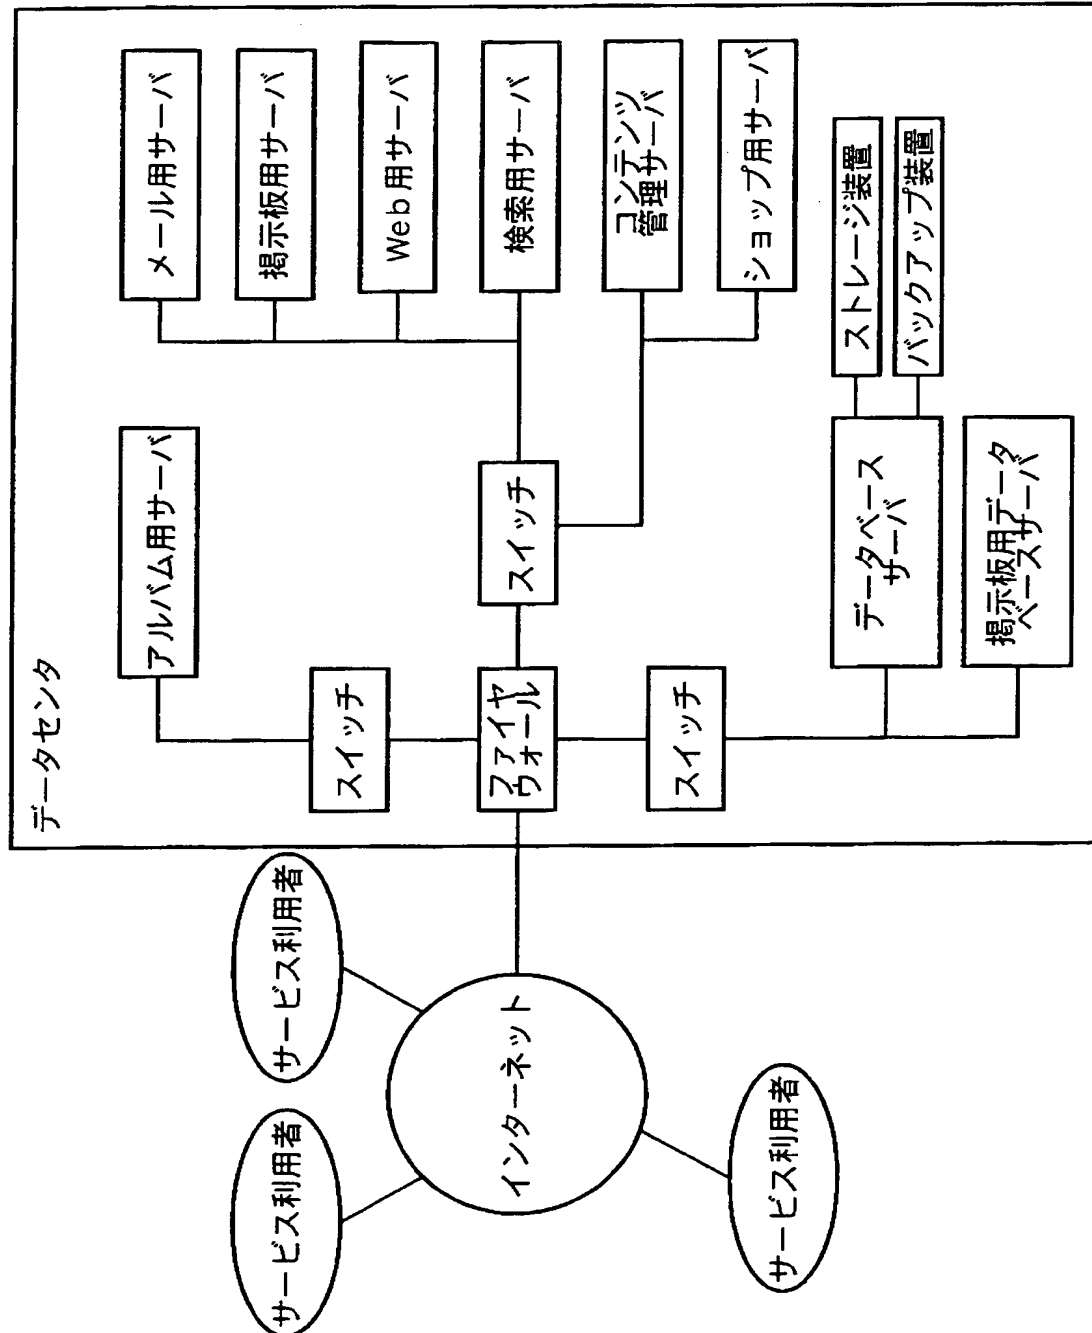 データセンタ
アルバム用サーバ
メール用サーバ
掲示板用サーバ
Web用サーバ
検索用サーバ
コンテンツ
管理サーバ
ショップ用サーバ
スイッチ
スイッチ
ファイヤ
ウォール
スイッチ
データベース
サーバ
ストレージ装置
バックアップ装置
掲示板用データ
ベースサーバ
サービス利用者
サービス利用者
インターネット
サービス利用者